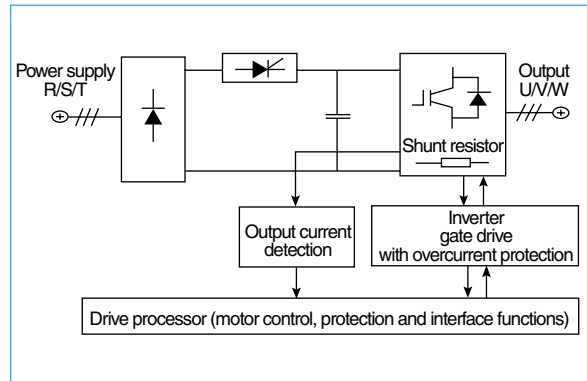 Power supply
R/S/T
Output
U/V/W
Shunt resistor
Output current
detection
Inverter
gate drive
with overcurrent protection
Drive processor (motor control, protection and interface functions)